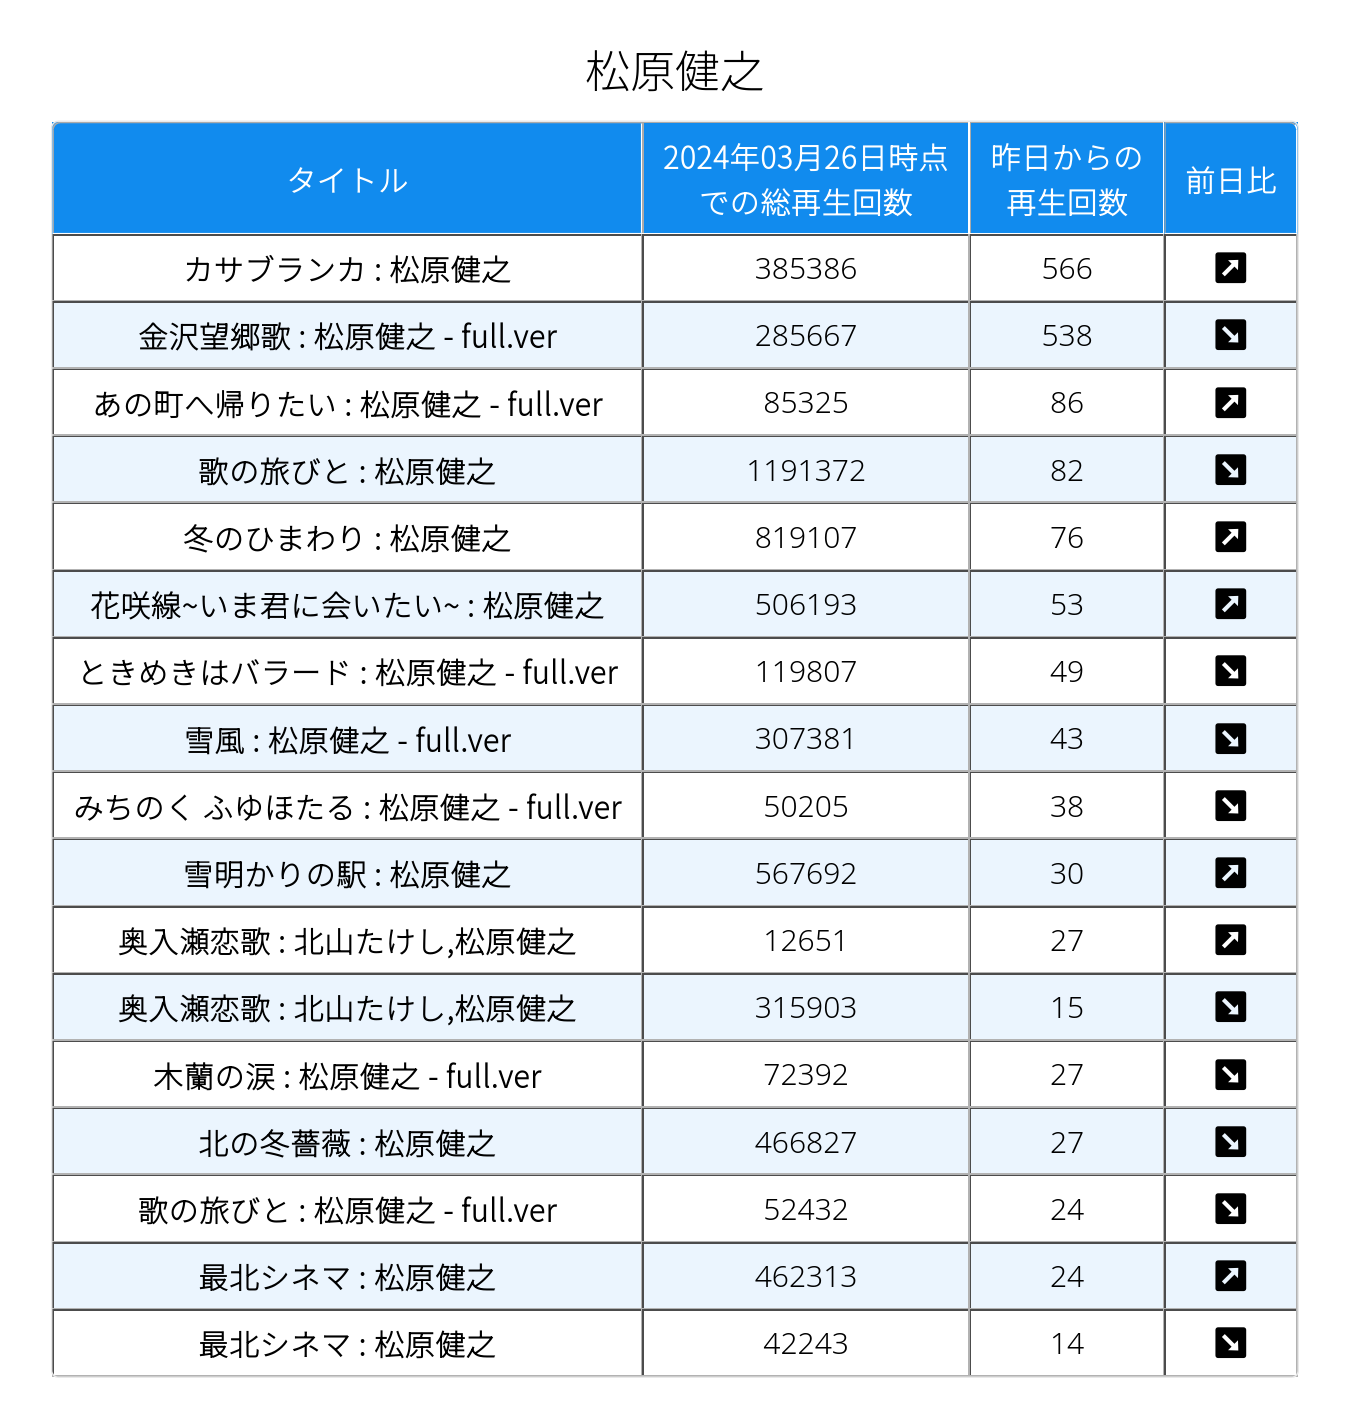 松原健之
タイトル
2024年03月26日時点
での総再生回数
昨日からの
再生回数
前日比
カサブランカ : 松原健之 385386 566 ↗
金沢望郷歌 : 松原健之 - full.ver 285667 538 ↘
あの町へ帰りたい : 松原健之 - full.ver 85325 86 ↗
歌の旅びと : 松原健之 1191372 82 ↘
冬のひまわり : 松原健之 819107 76 ↗
花咲線~いま君に会いたい~ : 松原健之 506193 53 ↗
ときめきはバラード : 松原健之 - full.ver 119807 49 ↘
雪風 : 松原健之 - full.ver 307381 43 ↘
みちのく ふゆほたる : 松原健之 - full.ver 50205 38 ↘
雪明かりの駅 : 松原健之 567692 30 ↗
奥入瀬恋歌 : 北山たけし,松原健之 12651 27 ↗
奥入瀬恋歌 : 北山たけし,松原健之 315903 15 ↘
木蘭の涙 : 松原健之 - full.ver 72392 27 ↘
北の冬薔薇 : 松原健之 466827 27 ↘
歌の旅びと : 松原健之 - full.ver 52432 24 ↘
最北シネマ : 松原健之 462313 24 ↗
最北シネマ : 松原健之 42243 14 ↘